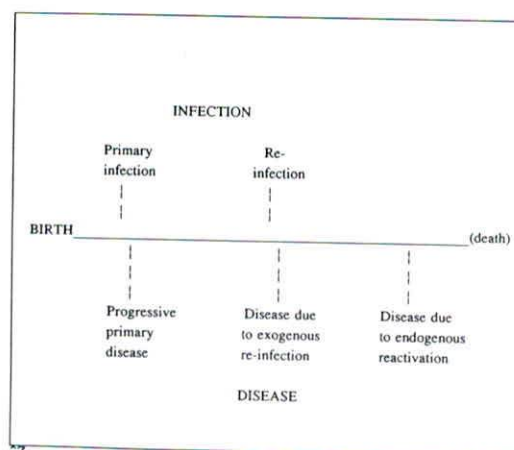 INFECTION
Primary
infection
Re-
infection
BIRTH
(death)
Progressive
primary
disease
Disease due
to exogenous
re-infection
Disease due
to endogenous
reactivation
DISEASE